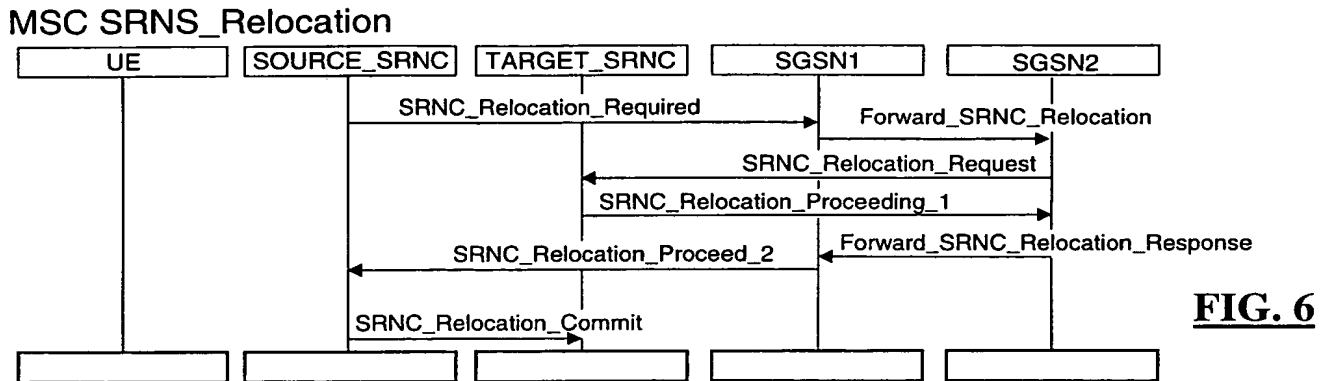 MSC SRNS_Relocation
UE
SOURCE_SRNC
TARGET_SRNC
SGSN1
SGSN2
SRNC_Relocation_Required
Forward_SRNC_Relocation
SRNC_Relocation_Request
SRNC_Relocation_Proceeding_1
Forward_SRNC_Relocation_Response
SRNC_Relocation_Proceed_2
SRNC_Relocation_Commit
FIG. 6